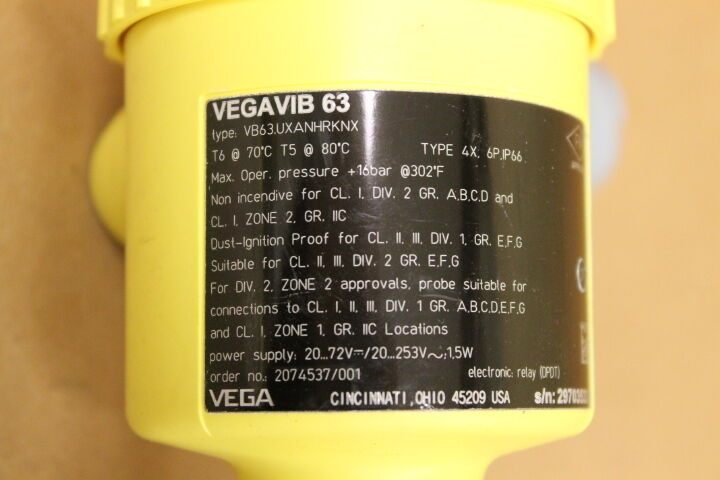 VEGAVIB 63
type: VB63.UXANHRKNX
T6 @ 70°C T5 @ 80°C TYPE 4X, 6P,IP66
Max. Oper. pressure +16bar @302°F
Non incendive for CL. I, DIV. 2 GR. A,B,C,D and
CL. I, ZONE 2, GR. IIC
Dust-Ignition Proof for CL. II, III, DIV. 1, GR. E,F,G
Suitable for CL. II, III, DIV. 2 GR. E,F,G
For DIV. 2, ZONE 2 approvals, probe suitable for
connections to CL. I, II, III, DIV. 1 GR. A,B,C,D,E,F,G
and CL. I, ZONE 1, GR. IIC Locations
power supply: 20...72V⎓/20...253V~;1,5W
order no.: 2074537/001 electronic: relay (DPDT)
VEGA CINCINNATI ,OHIO 45209 USA s/n: